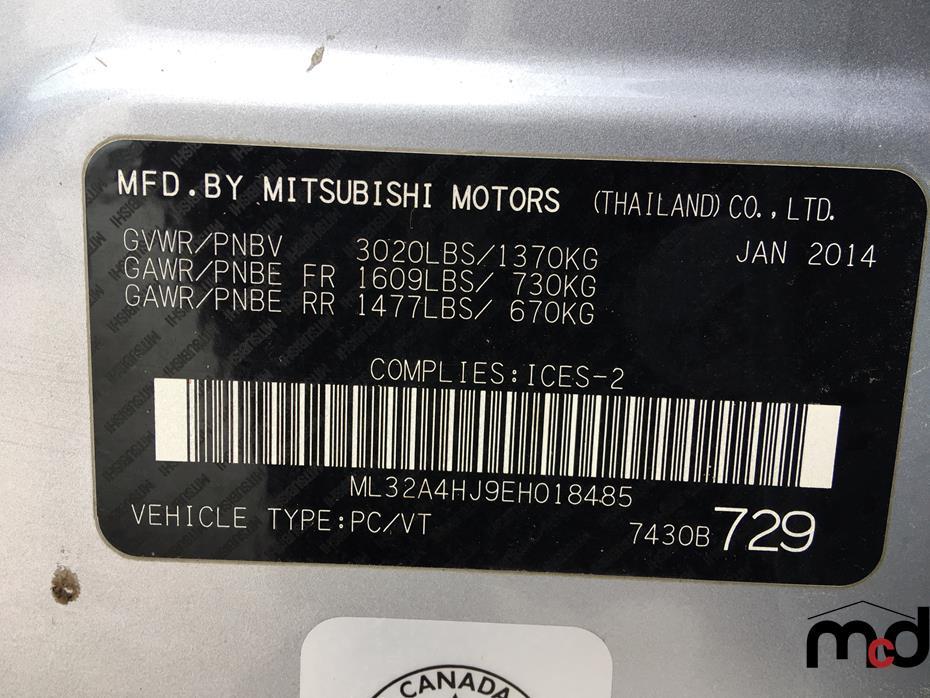 MFD.BY MITSUBISHI MOTORS (THAILAND) CO., LTD.
GVWR/PNBV 3020LBS/1370KG JAN 2014
GAWR/PNBE FR 1609LBS/ 730KG
GAWR/PNBE RR 1477LBS/ 670KG
COMPLIES:ICES-2
ML32A4HJ9EH018485
VEHICLE TYPE:PC/VT 7430B 729
mcd
CANADA